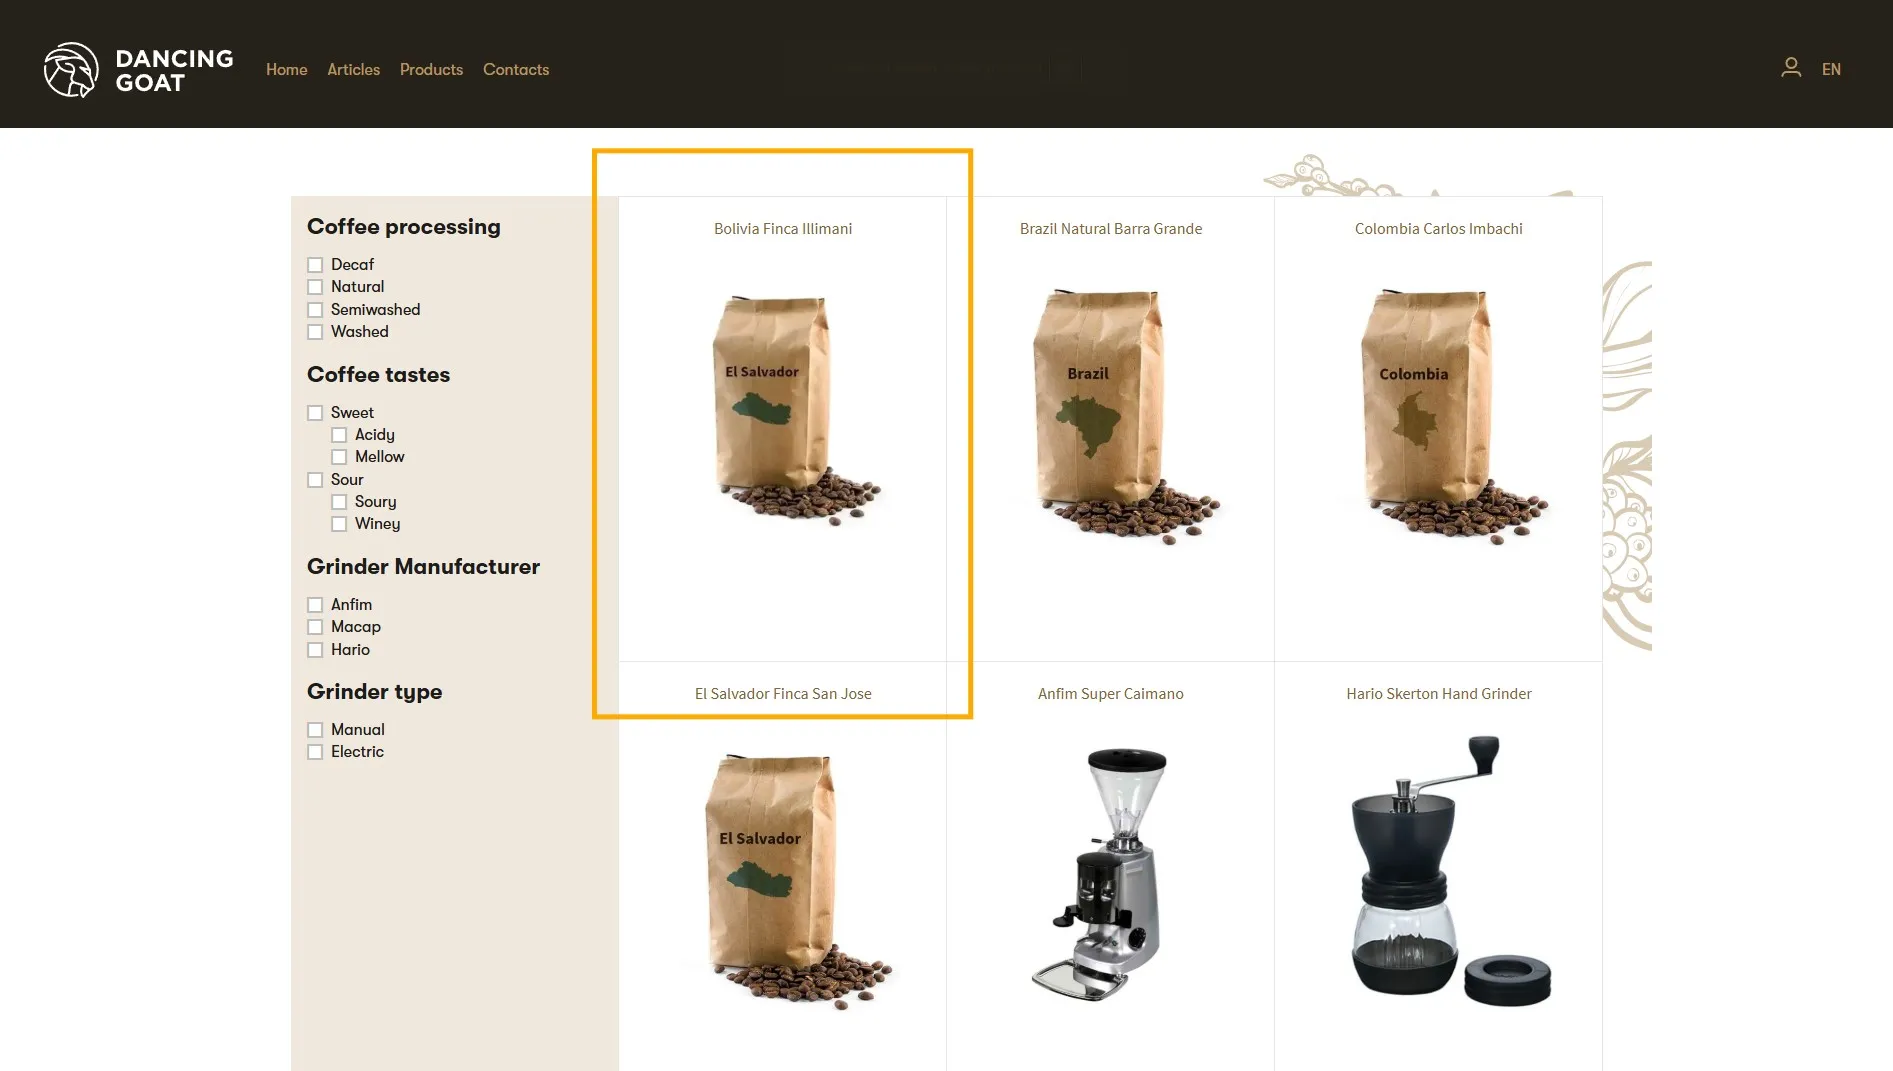 DANCING
GOAT
Home
Articles
Products
Contacts
EN
Coffee processing
Decaf
Natural
Semiwashed
Washed
Coffee tastes
Sweet
Acidy
Mellow
Sour
Soury
Winey
Grinder Manufacturer
Anfim
Macap
Hario
Grinder type
Manual
Electric
Bolivia Finca Illimani
El Salvador
Brazil Natural Barra Grande
Brazil
Colombia Carlos Imbachi
Colombia
El Salvador Finca San Jose
El Salvador
Anfim Super Caimano
Hario Skerton Hand Grinder